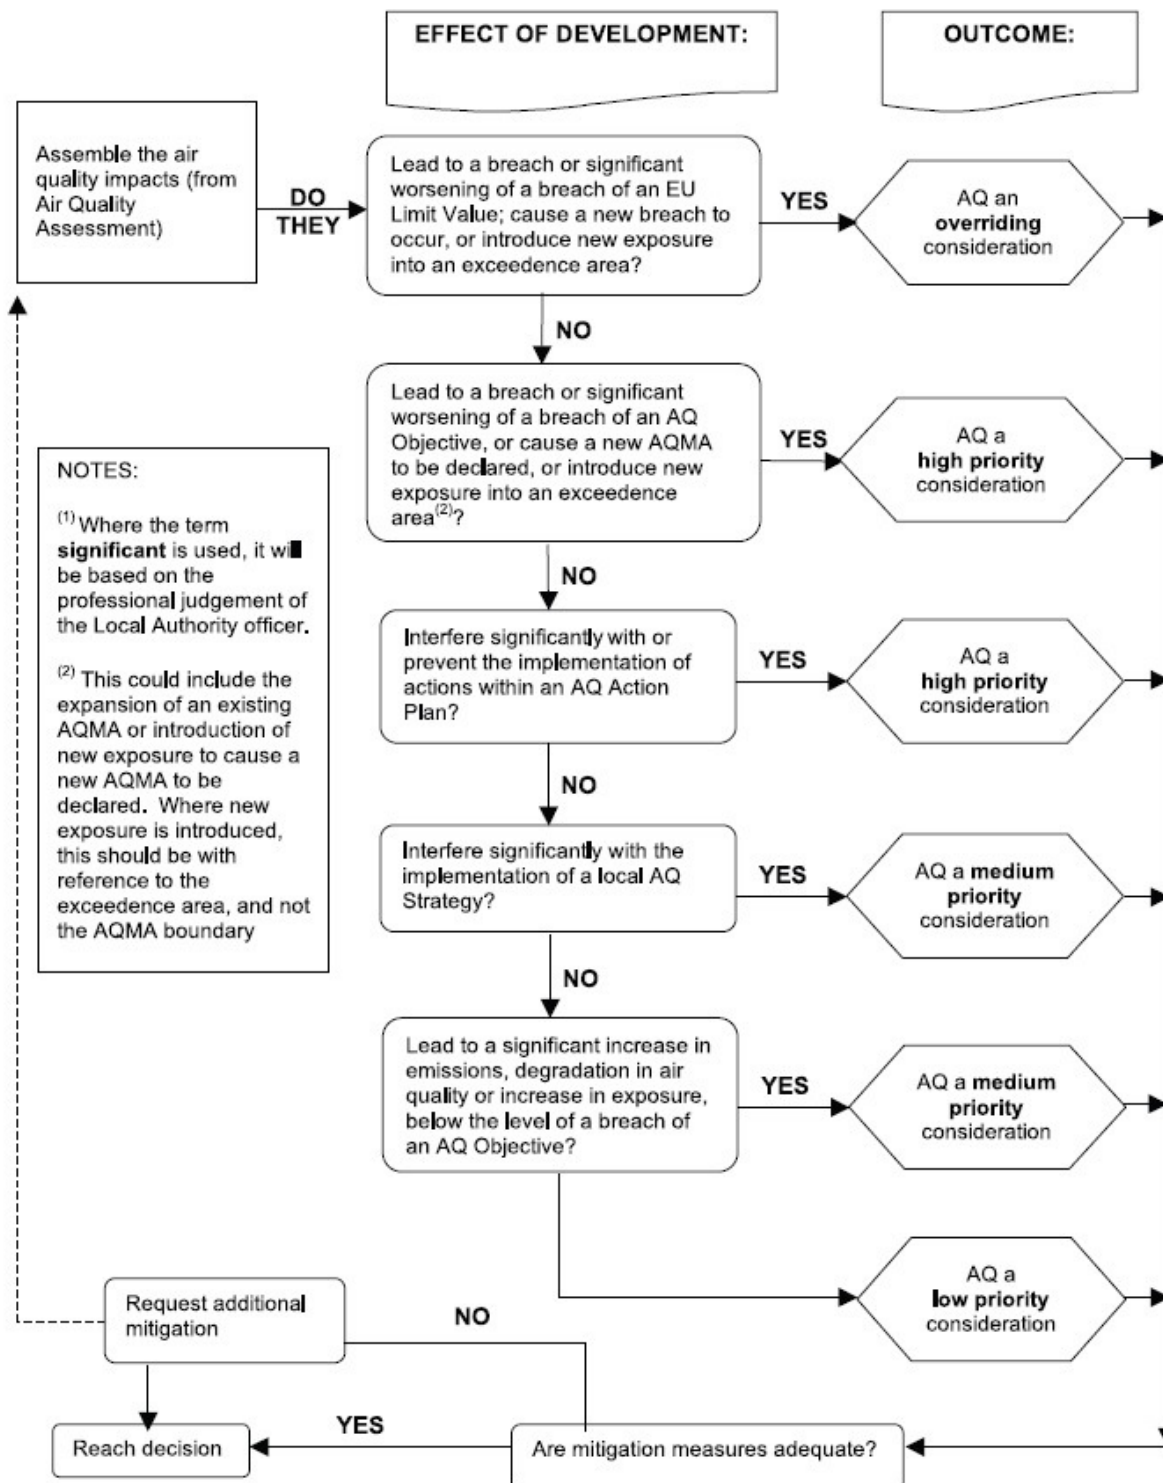 EFFECT OF DEVELOPMENT:
OUTCOME:
Assemble the air
quality impacts (from
Air Quality
Assessment)
DO
THEY
Lead to a breach or significant
worsening of a breach of an EU
Limit Value; cause a new breach to
occur, or introduce new exposure
into an exceedence area?
YES
AQ an
overriding
consideration
NO
Lead to a breach or significant
worsening of a breach of an AQ
Objective, or cause a new AQMA
to be declared, or introduce new
exposure into an exceedence
area(2)?
YES
AQ a
high priority
consideration
NO
NOTES:
(1) Where the term
significant is used, it will
be based on the
professional judgement of
the Local Authority officer.
(2) This could include the
expansion of an existing
AQMA or introduction of
new exposure to cause a
new AQMA to be
declared. Where new
exposure is introduced,
this should be with
reference to the
exceedence area, and not
the AQMA boundary
Interfere significantly with or
prevent the implementation of
actions within an AQ Action
Plan?
YES
AQ a
high priority
consideration
NO
Interfere significantly with the
implementation of a local AQ
Strategy?
YES
AQ a medium
priority
consideration
NO
Lead to a significant increase in
emissions, degradation in air
quality or increase in exposure,
below the level of a breach of
an AQ Objective?
YES
AQ a medium
priority
consideration
AQ a
low priority
consideration
Request additional
mitigation
NO
Reach decision
YES
Are mitigation measures adequate?